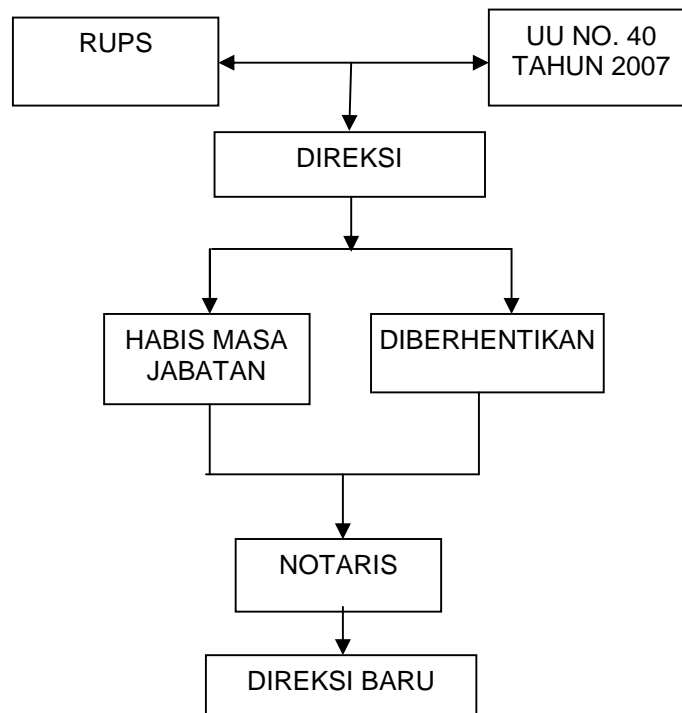 RUPS
UU NO. 40
TAHUN 2007
DIREKSI
HABIS MASA
JABATAN
DIBERHENTIKAN
NOTARIS
DIREKSI BARU